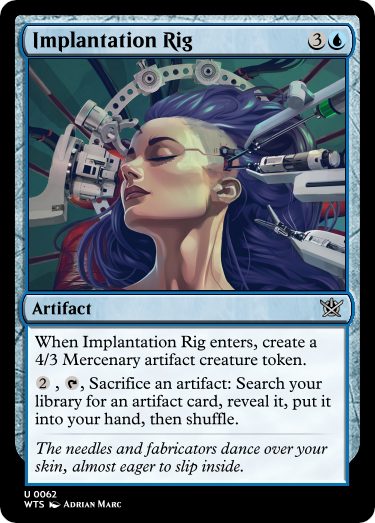 Implantation Rig 3
Artifact
When Implantation Rig enters, create a
4/3 Mercenary artifact creature token.
2 , , Sacrifice an artifact: Search your
library for an artifact card, reveal it, put it
into your hand, then shuffle.
The needles and fabricators dance over your
skin, almost eager to slip inside.
U 0062
WTS Adrian Marc